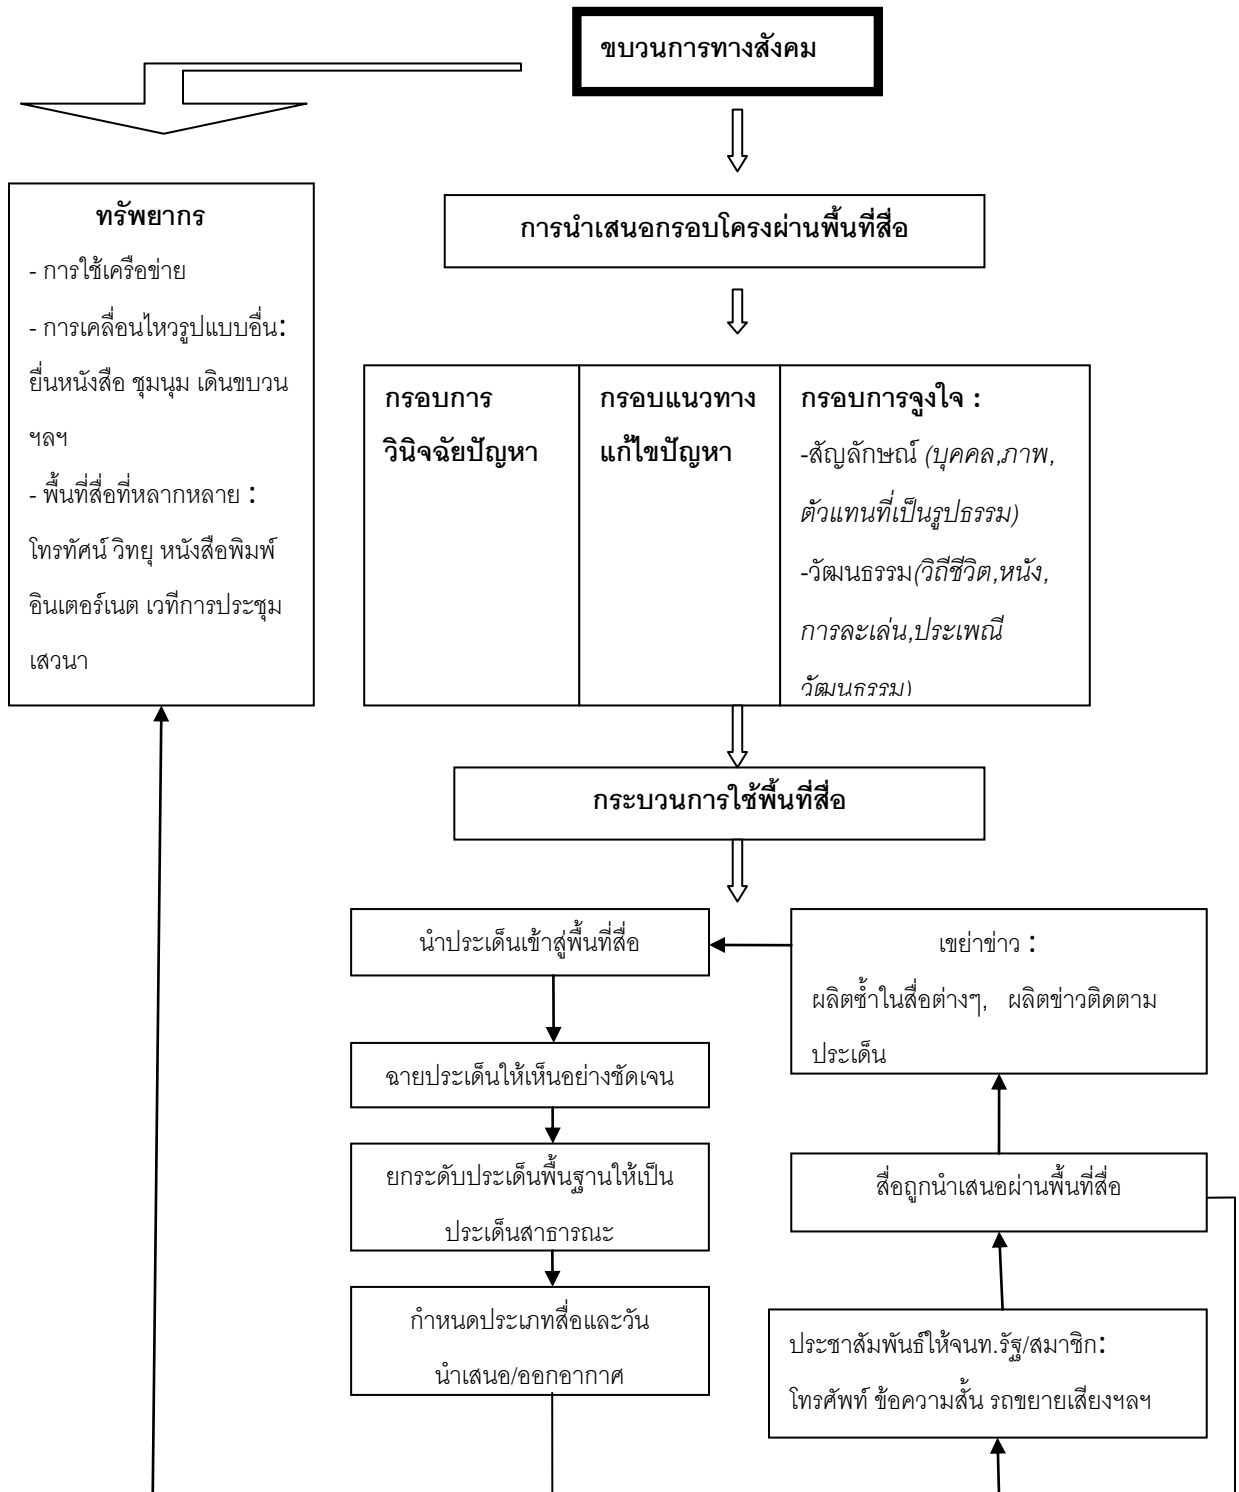 ขบวนการทางสังคม
ทรัพยากร
- การใช้เครือข่าย
- การเคลื่อนไหวรูปแบบอื่น:
ยื่นหนังสือ ชุมนุม เดินขบวน
ฯลฯ
- พื้นที่สื่อที่หลากหลาย :
โทรทัศน์ วิทยุ หนังสือพิมพ์
อินเตอร์เนต เวทีการประชุม
เสวนา
การนำเสนอกรอบโครงผ่านพื้นที่สื่อ
กรอบการ
วินิจฉัยปัญหา
กรอบแนวทาง
แก้ไขปัญหา
กรอบการจูงใจ :
-สัญลักษณ์ (บุคคล,ภาพ,
ตัวแทนที่เป็นรูปธรรม)
-วัฒนธรรม(วิถีชีวิต,หนัง,
การละเล่น,ประเพณี
วัฒนธรรม)
กระบวนการใช้พื้นที่สื่อ
นำประเด็นเข้าสู่พื้นที่สื่อ
ฉายประเด็นให้เห็นอย่างชัดเจน
ยกระดับประเด็นพื้นฐานให้เป็น
ประเด็นสาธารณะ
กำหนดประเภทสื่อและวัน
นำเสนอ/ออกอากาศ
เขย่าข่าว :
ผลิตซ้ำในสื่อต่างๆ, ผลิตข่าวติดตาม
ประเด็น
สื่อถูกนำเสนอผ่านพื้นที่สื่อ
ประชาสัมพันธ์ให้จนท.รัฐ/สมาชิก:
โทรศัพท์ ข้อความสั้น รถขยายเสียงฯลฯ